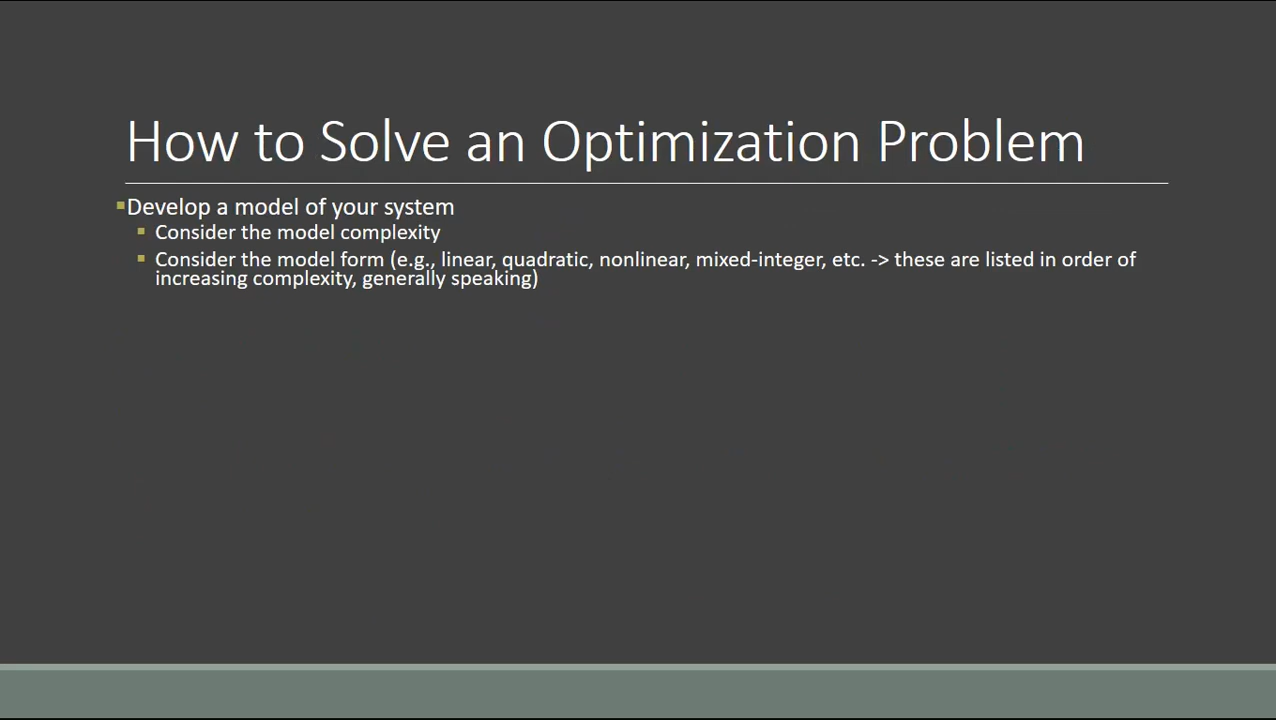 How to Solve an Optimization Problem
▪Develop a model of your system
▪ Consider the model complexity
▪ Consider the model form (e.g., linear, quadratic, nonlinear, mixed-integer, etc. -> these are listed in order of
increasing complexity, generally speaking)